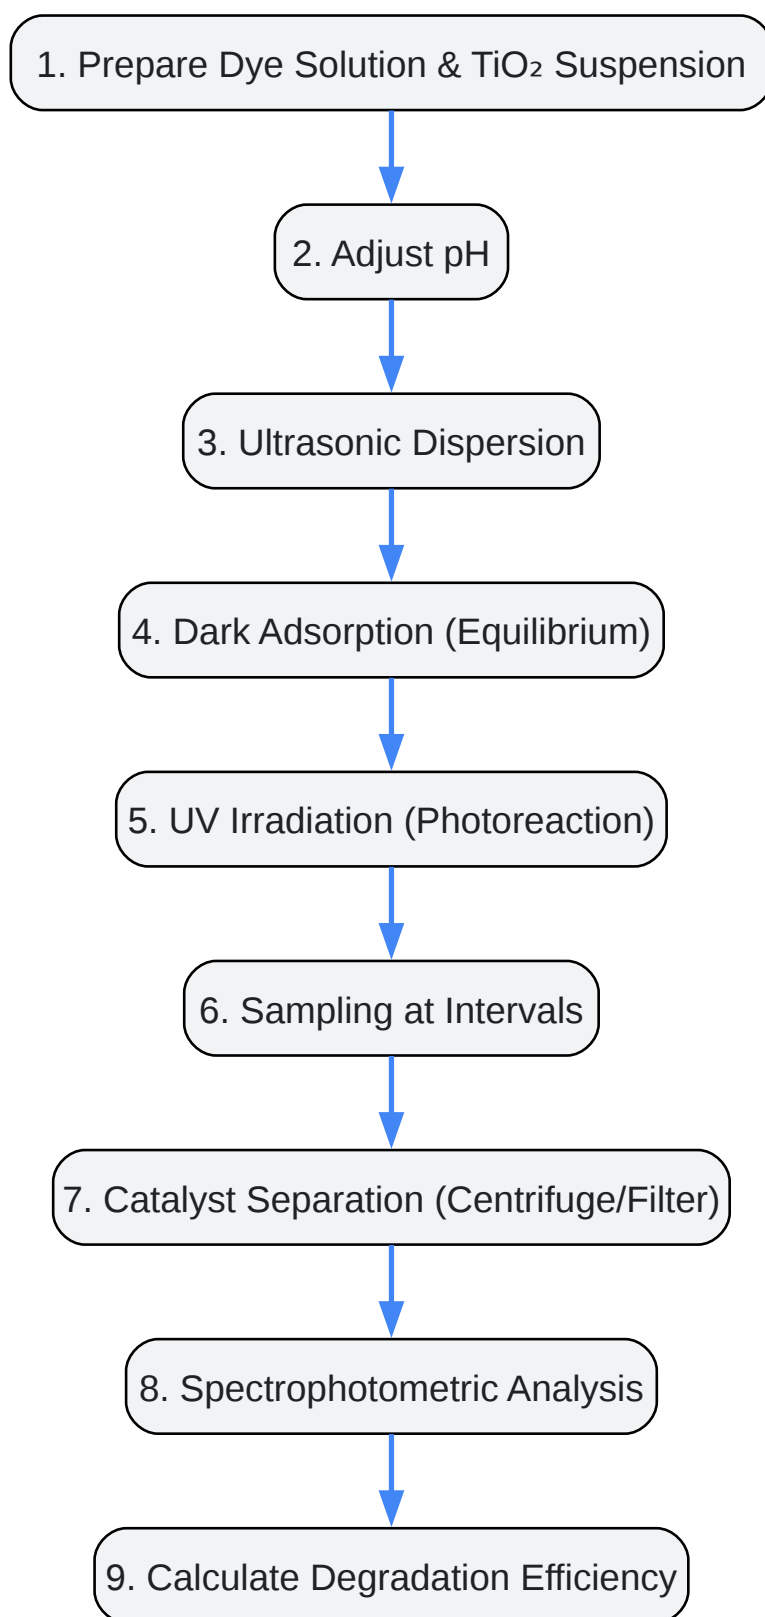 1. Prepare Dye Solution & TiO₂ Suspension
2. Adjust pH
3. Ultrasonic Dispersion
4. Dark Adsorption (Equilibrium)
5. UV Irradiation (Photoreaction)
6. Sampling at Intervals
7. Catalyst Separation (Centrifuge/Filter)
8. Spectrophotometric Analysis
9. Calculate Degradation Efficiency